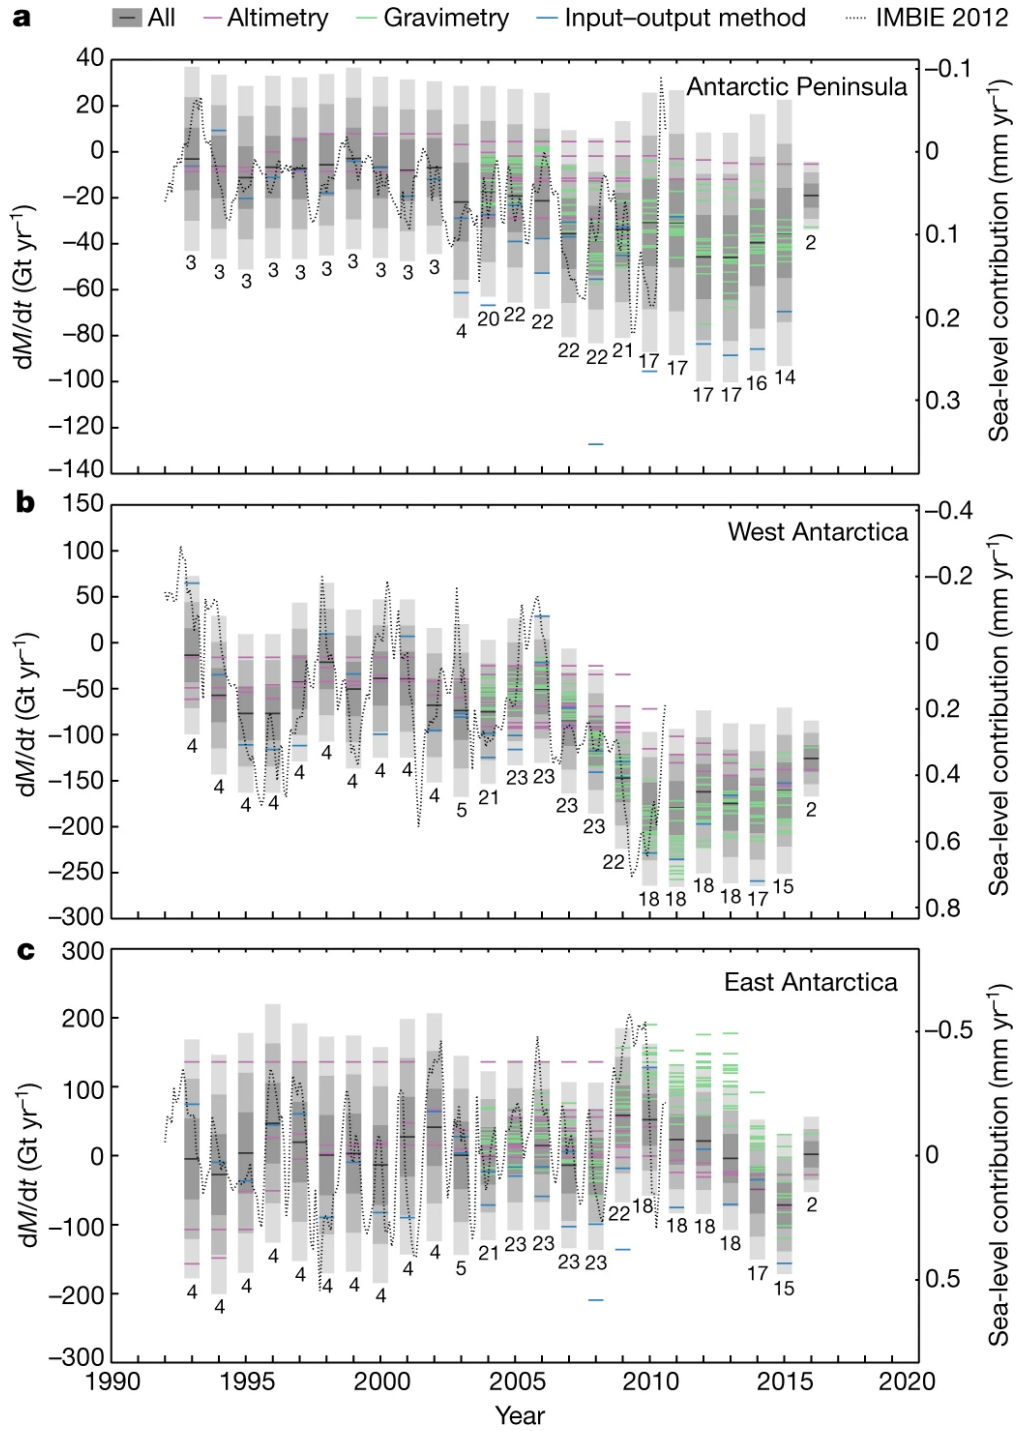 a All Altimetry Gravimetry Input–output method IMBIE 2012
Antarctic Peninsula
40
20
0
−20
−40
−60
−80
−100
−120
−140
dM/dt (Gt yr−1)
−0.1
0
0.1
0.2
0.3
Sea-level contribution (mm yr−1)
3 3 3 3 3 3 3 3 3 3 4 20 22 22 22 22 21 17 17 17 17 16 14 2
b
West Antarctica
150
100
50
0
−50
−100
−150
−200
−250
−300
dM/dt (Gt yr−1)
−0.4
−0.2
0
0.2
0.4
0.6
0.8
Sea-level contribution (mm yr−1)
4 4 4 4 4 4 4 4 4 4 5 21 23 23 23 23 22 18 18 18 18 17 15 2
c
East Antarctica
300
200
100
0
−100
−200
−300
dM/dt (Gt yr−1)
−0.5
0
0.5
Sea-level contribution (mm yr−1)
4 4 4 4 4 4 4 4 4 4 5 21 23 23 23 23 22 18 18 18 18 17 15 2
1990 1995 2000 2005 2010 2015 2020
Year